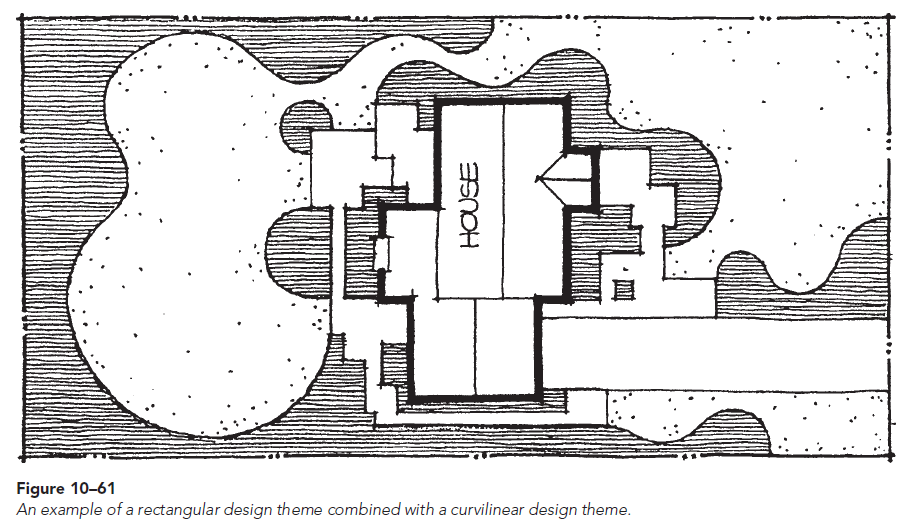 HOUSE
Figure 10–61
An example of a rectangular design theme combined with a curvilinear design theme.